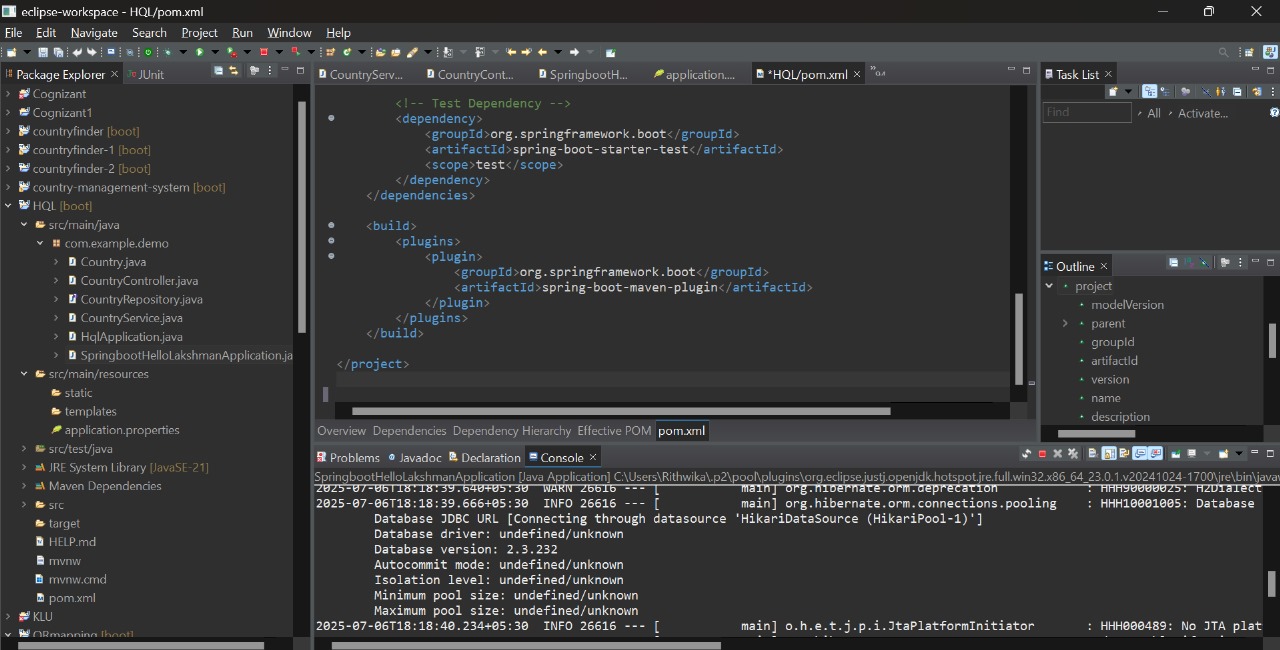 eclipse-workspace - HQL/pom.xml
File Edit Navigate Search Project Run Window Help
Package Explorer × JUnit
Cognizant
Cognizant1
countryfinder [boot]
countryfinder-1 [boot]
countryfinder-2 [boot]
country-management-system [boot]
HQL [boot]
src/main/java
com.example.demo
Country.java
CountryController.java
CountryRepository.java
CountryService.java
HqlApplication.java
SpringbootHelloLakshmanApplication.ja
src/main/resources
static
templates
application.properties
src/test/java
JRE System Library [JavaSE-21]
Maven Dependencies
src
target
HELP.md
mvnw
mvnw.cmd
pom.xml
KLU
ORmapping [boot]
CountryServ... CountryCont... SpringbootH... application.... *HQL/pom.xml ×
<!-- Test Dependency -->
<dependency>
<groupId>org.springframework.boot</groupId>
<artifactId>spring-boot-starter-test</artifactId>
<scope>test</scope>
</dependency>
</dependencies>
<build>
<plugins>
<plugin>
<groupId>org.springframework.boot</groupId>
<artifactId>spring-boot-maven-plugin</artifactId>
</plugin>
</plugins>
</build>
</project>
Overview Dependencies Dependency Hierarchy Effective POM pom.xml
Task List ×
Find All Activate...
Outline ×
project
modelVersion
parent
groupId
artifactId
version
name
description
Problems Javadoc Declaration Console ×
SpringbootHelloLakshmanApplication [Java Application] C:\Users\Rithwika\.p2\pool\plugins\org.eclipse.justj.openjdk.hotspot.jre.full.win32.x86_64_23.0.1.v20241024-1700\jre\bin\java
2025-07-06T18:18:39.640+05:30 WARN 26616 --- [ main] org.hibernate.orm.deprecation : HHH90000025: H2Dialect
2025-07-06T18:18:39.666+05:30 INFO 26616 --- [ main] org.hibernate.orm.connections.pooling : HHH10001005: Database
Database JDBC URL [Connecting through datasource 'HikariDataSource (HikariPool-1)']
Database driver: undefined/unknown
Database version: 2.3.232
Autocommit mode: undefined/unknown
Isolation level: undefined/unknown
Minimum pool size: undefined/unknown
Maximum pool size: undefined/unknown
2025-07-06T18:18:40.234+05:30 INFO 26616 --- [ main] o.h.e.t.j.p.i.JtaPlatformInitiator : HHH000489: No JTA plat